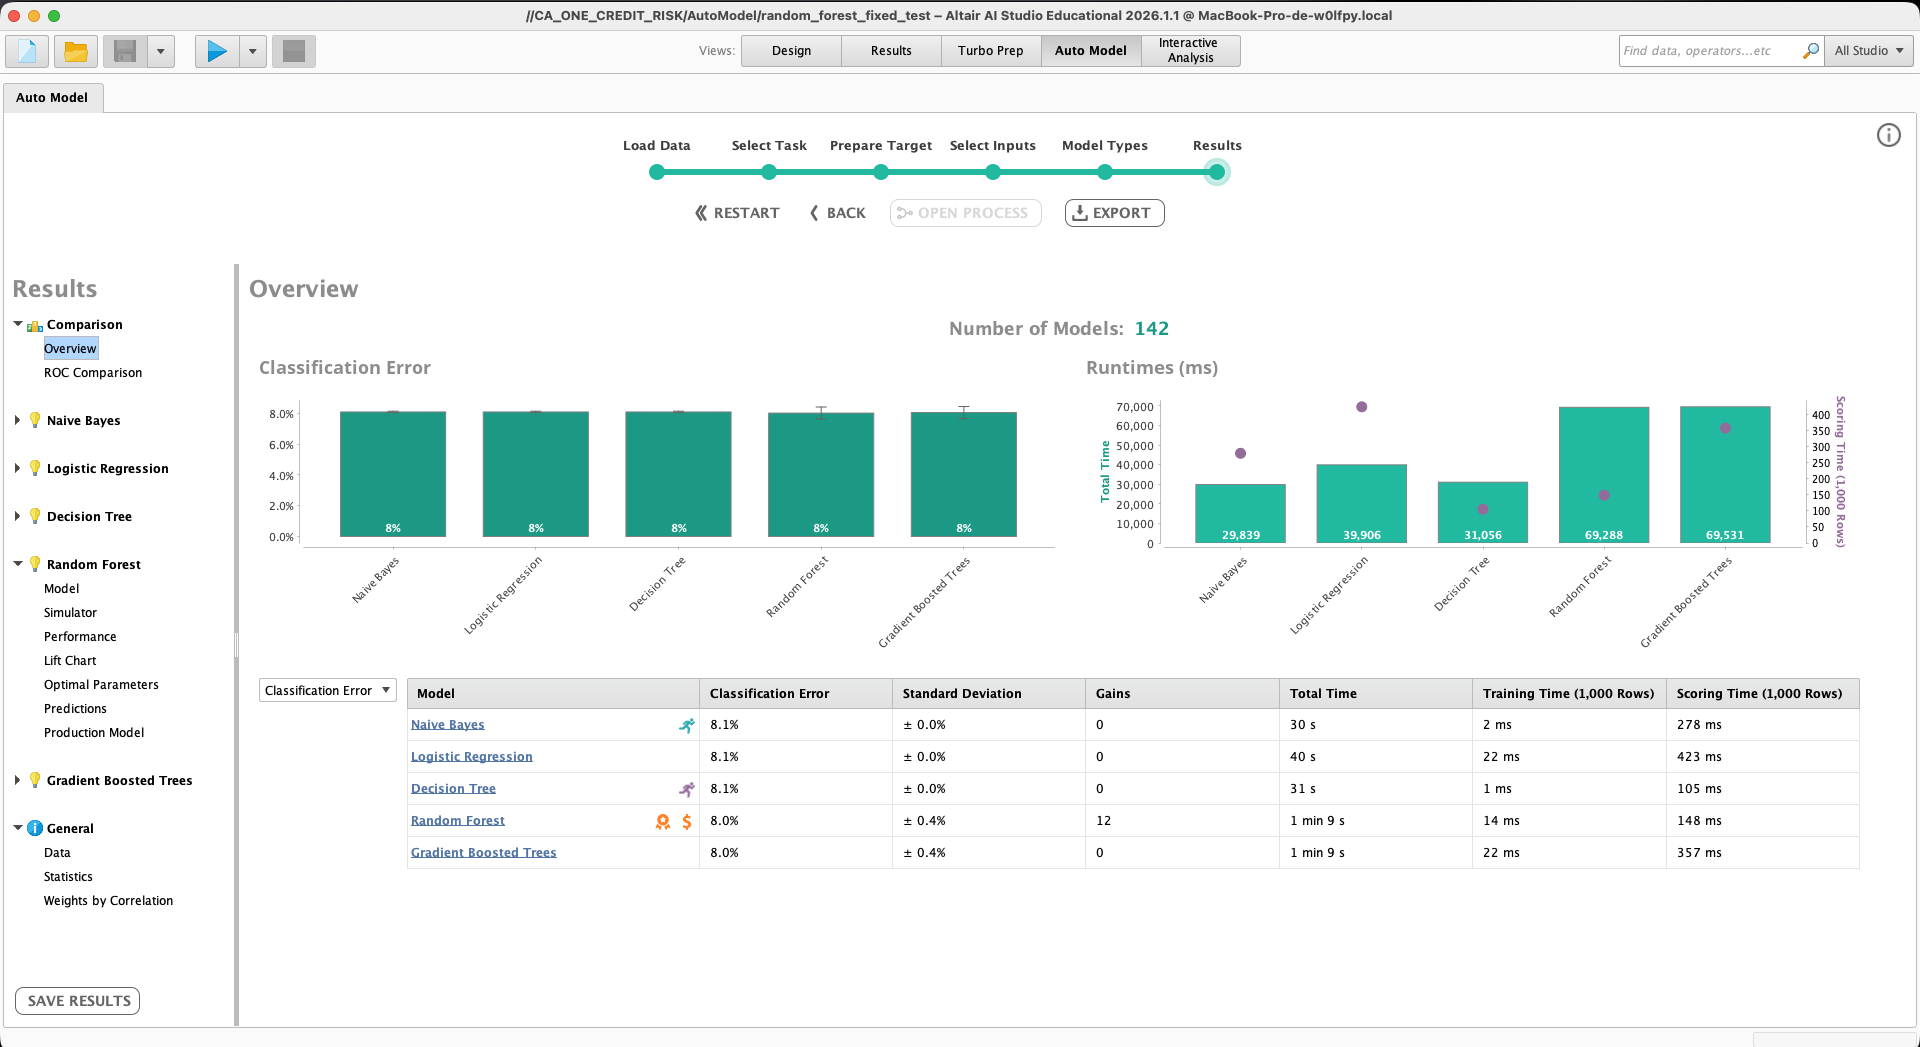 //CA_ONE_CREDIT_RISK/AutoModel/random_forest_fixed_test – Altair AI Studio Educational 2026.1.1 @ MacBook-Pro-de-w0lfpy.local
Views: Design Results Turbo Prep Auto Model Interactive Analysis
Find data, operators...etc All Studio
Auto Model
Load Data Select Task Prepare Target Select Inputs Model Types Results
RESTART BACK OPEN PROCESS EXPORT
Results
Comparison
Overview
ROC Comparison
Naive Bayes
Logistic Regression
Decision Tree
Random Forest
Model
Simulator
Performance
Lift Chart
Optimal Parameters
Predictions
Production Model
Gradient Boosted Trees
General
Data
Statistics
Weights by Correlation
SAVE RESULTS
Overview
Number of Models: 142
Classification Error
8.0%
6.0%
4.0%
2.0%
0.0%
8% 8% 8% 8% 8%
Naive Bayes
Logistic Regression
Decision Tree
Random Forest
Gradient Boosted Trees
Runtimes (ms)
Total Time
70,000
60,000
50,000
40,000
30,000
20,000
10,000
0
29,839 39,906 31,056 69,288 69,531
Naive Bayes
Logistic Regression
Decision Tree
Random Forest
Gradient Boosted Trees
400
350
300
250
200
150
100
50
0
Scoring Time (1,000 Rows)
Classification Error
Model Classification Error Standard Deviation Gains Total Time Training Time (1,000 Rows) Scoring Time (1,000 Rows)
Naive Bayes 8.1% ± 0.0% 0 30 s 2 ms 278 ms
Logistic Regression 8.1% ± 0.0% 0 40 s 22 ms 423 ms
Decision Tree 8.1% ± 0.0% 0 31 s 1 ms 105 ms
Random Forest $ 8.0% ± 0.4% 12 1 min 9 s 14 ms 148 ms
Gradient Boosted Trees 8.0% ± 0.4% 0 1 min 9 s 22 ms 357 ms